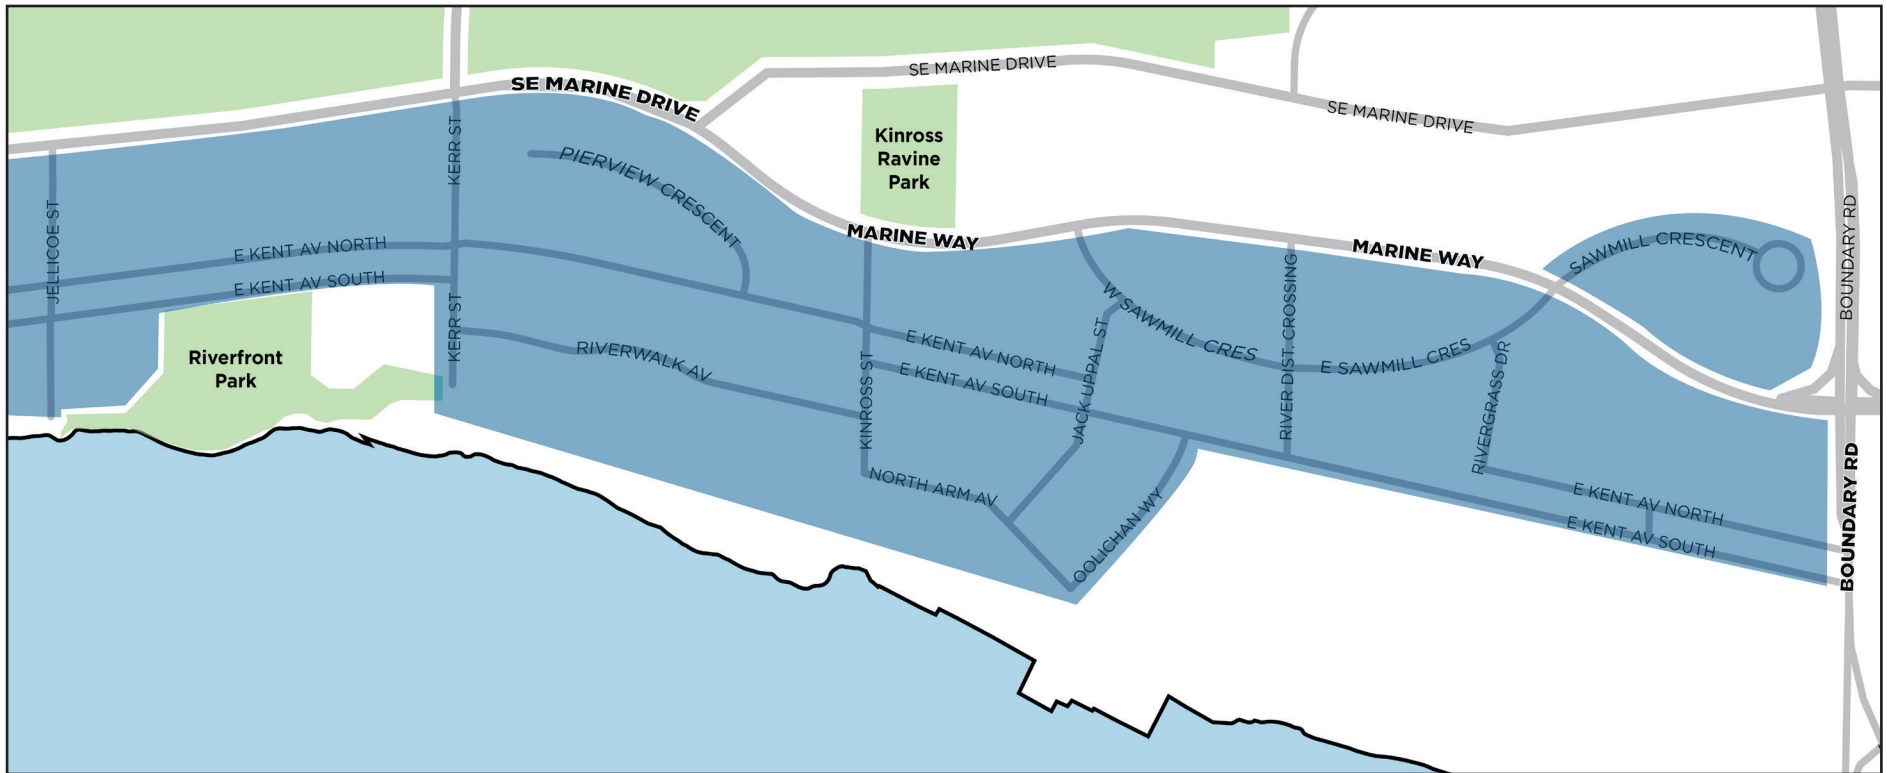 SE MARINE DRIVE
SE MARINE DRIVE
SE MARINE DRIVE
KERR ST
Kinross
Ravine
Park
PIERVIEW CRESCENT
JELLICOE ST
E KENT AV NORTH
E KENT AV SOUTH
MARINE WAY
MARINE WAY
SAWMILL CRESCENT
BOUNDARY RD
Riverfront
Park
KERR ST
RIVERWALK AV
KINROSS ST
E KENT AV NORTH
E KENT AV SOUTH
JACK UPPAL ST
W SAWMILL CRES
RIVER DIST. CROSSING
E SAWMILL CRES
RIVERGRASS DR
NORTH ARM AV
OOLICHAN WY
E KENT AV NORTH
E KENT AV SOUTH
BOUNDARY RD